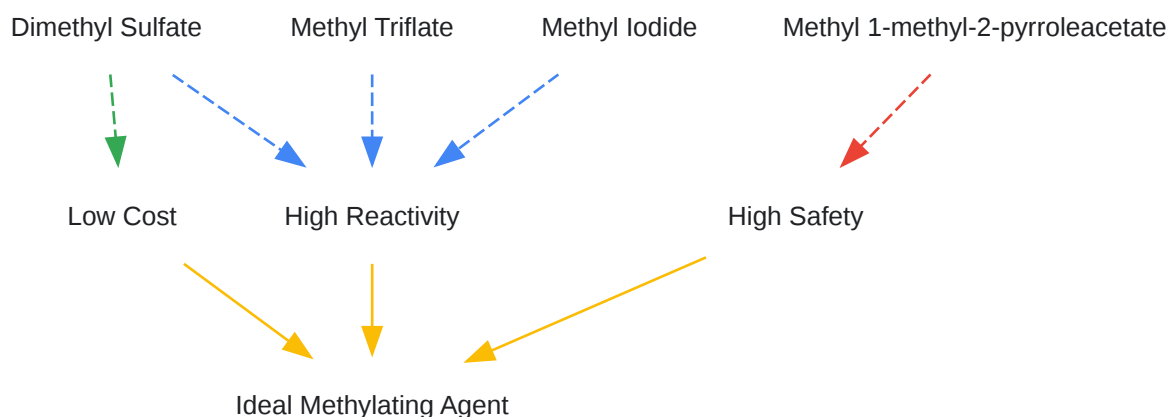 Dimethyl Sulfate
Methyl Triflate
Methyl Iodide
Methyl 1-methyl-2-pyrroleacetate
Low Cost
High Reactivity
High Safety
Ideal Methylating Agent